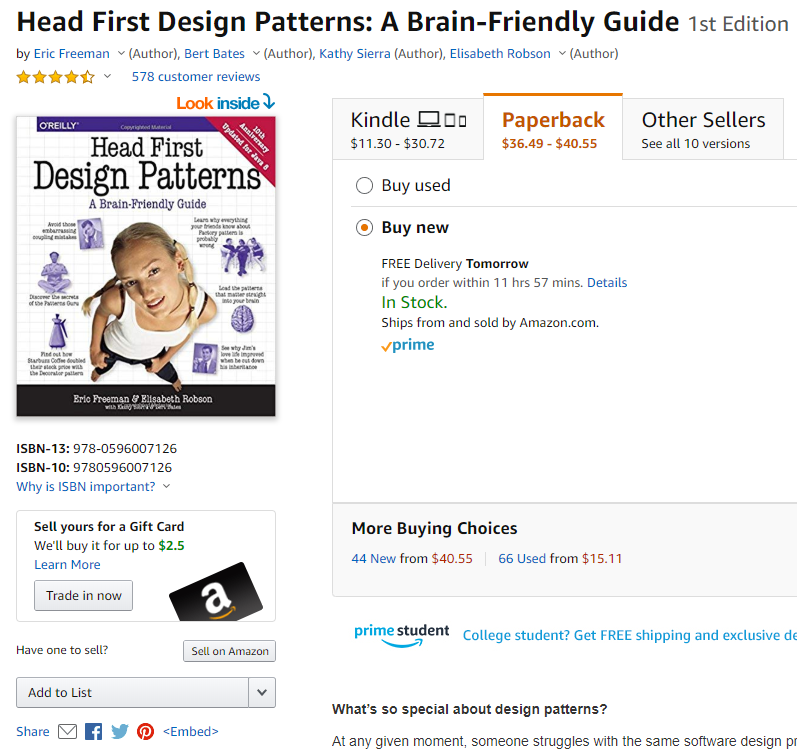 Head First Design Patterns: A Brain-Friendly Guide 1st Edition
by Eric Freeman (Author), Bert Bates (Author), Kathy Sierra (Author), Elisabeth Robson (Author)
578 customer reviews
Look inside
O'REILLY
Copyrighted Material
10th
Anniversary
Updated for Java 8
Head First
Design Patterns
A Brain-Friendly Guide
Avoid those
embarrassing
coupling mistakes
Learn why everything
your friends know about
Factory pattern is
probably
wrong
Discover the secrets
of the Patterns Guru
Load the patterns
that matter straight
into your brain
Find out how
Starbuzz Coffee doubled
their stock price with
the Decorator pattern
See why Jim's
love life improved
when he cut down
his inheritance
Eric Freeman & Elisabeth Robson
with Kathy Sierra & Bert Bates
ISBN-13: 978-0596007126
ISBN-10: 9780596007126
Why is ISBN important?
Sell yours for a Gift Card
We'll buy it for up to $2.5
Learn More
Trade in now
a
Have one to sell?
Sell on Amazon
Add to List
Share
<Embed>
Kindle
$11.30 - $30.72
Paperback
$36.49 - $40.55
Other Sellers
See all 10 versions
Buy used
Buy new
FREE Delivery Tomorrow
if you order within 11 hrs 57 mins. Details
In Stock.
Ships from and sold by Amazon.com.
prime
More Buying Choices
44 New from $40.55
66 Used from $15.11
prime student
College student? Get FREE shipping and exclusive de
What's so special about design patterns?
At any given moment, someone struggles with the same software design pr